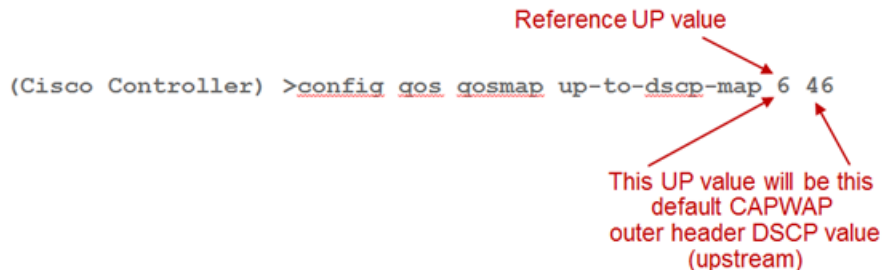 Reference UP value
(Cisco Controller) >config qos qosmap up-to-dscp-map 6 46
This UP value will be this
default CAPWAP
outer header DSCP value
(upstream)